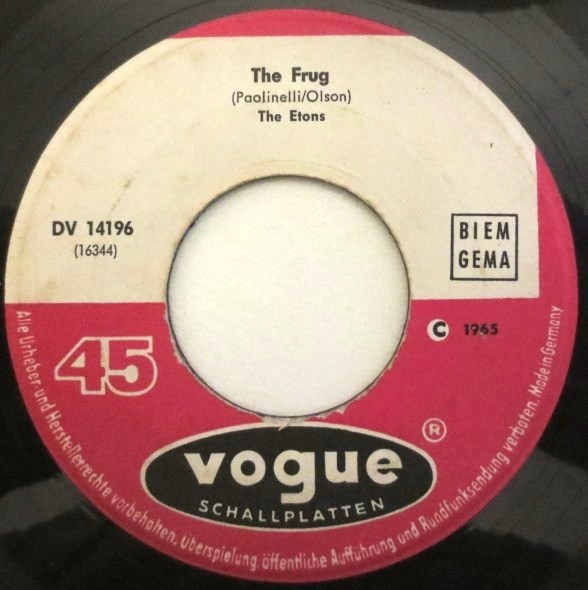 The Frug
(Paolinelli/Olson)
The Etons
DV 14196
(16344)
BIEM
GEMA
45
C 1965
®
vogue
SCHALLPLATTEN
Alle Urheber- und Herstellerrechte vorbehalten. Überspielung, öffentliche Aufführung und Rundfunksendung verboten. Made in Germany